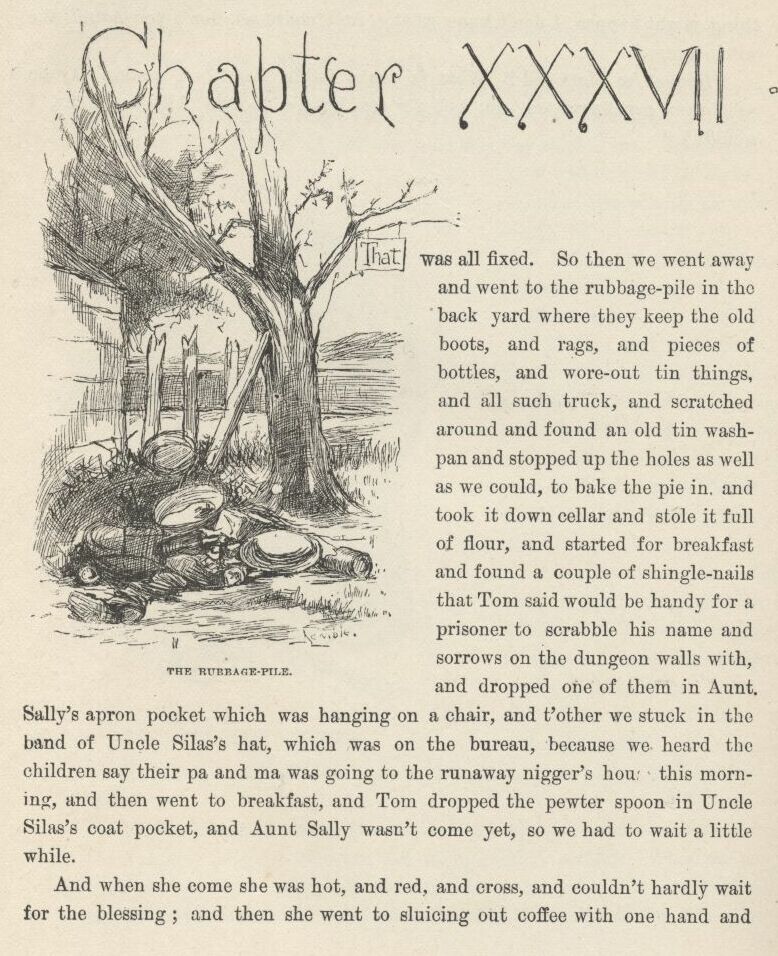 Chapter XXXVII
That was all fixed. So then we went away
and went to the rubbage-pile in the
back yard where they keep the old
boots, and rags, and pieces of
bottles, and wore-out tin things,
and all such truck, and scratched
around and found an old tin wash-
pan and stopped up the holes as well
as we could, to bake the pie in. and
took it down cellar and stole it full
of flour, and started for breakfast
and found a couple of shingle-nails
that Tom said would be handy for a
prisoner to scrabble his name and
sorrows on the dungeon walls with,
and dropped one of them in Aunt.
Kemble.
THE RUBBAGE-PILE.
Sally's apron pocket which was hanging on a chair, and t'other we stuck in the
band of Uncle Silas's hat, which was on the bureau, because we heard the
children say their pa and ma was going to the runaway nigger's this morn-
ing, and then went to breakfast, and Tom dropped the pewter spoon in Uncle
Silas's coat pocket, and Aunt Sally wasn't come yet, so we had to wait a little
while.
And when she come she was hot, and red, and cross, and couldn't hardly wait
for the blessing; and then she went to sluicing out coffee with one hand and